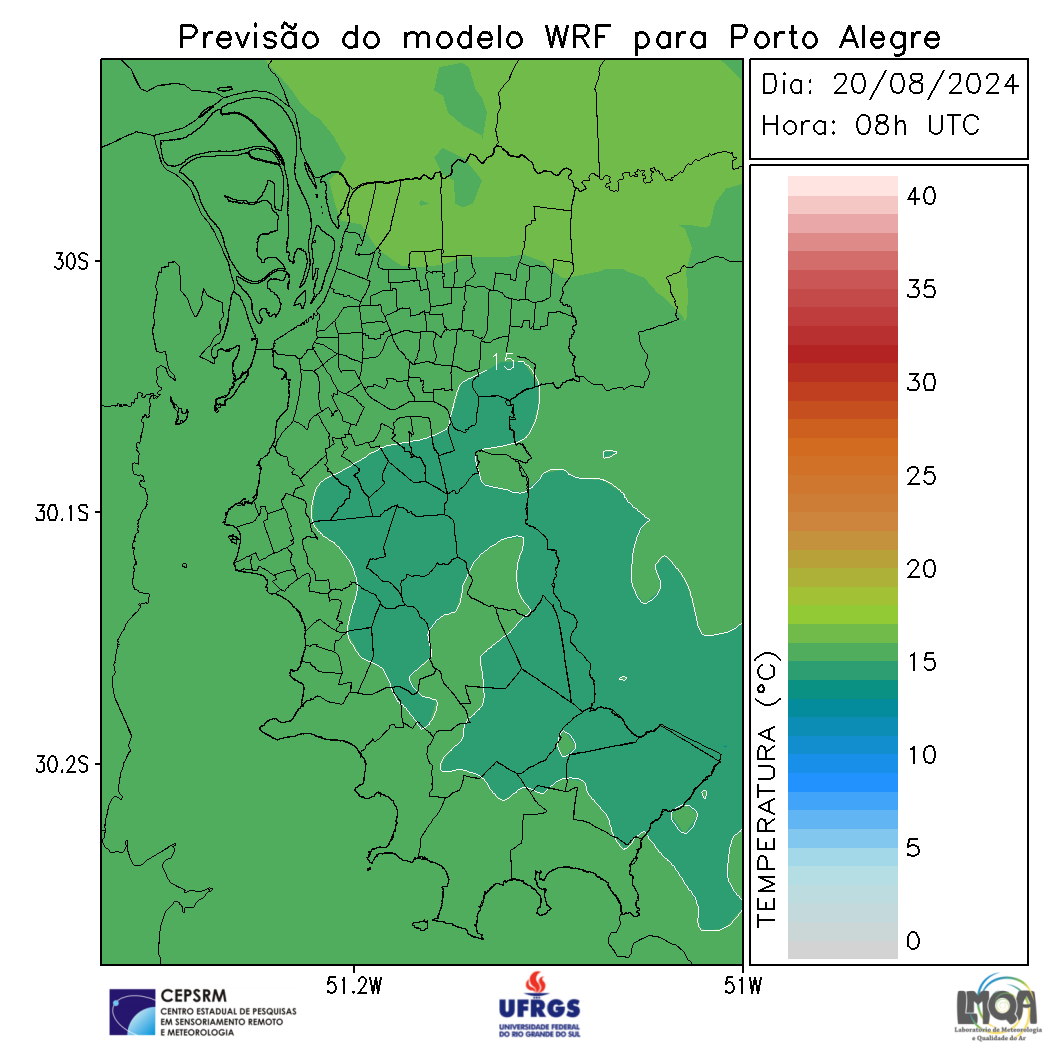 Previsão do modelo WRF para Porto Alegre
Dia: 20/08/2024
Hora: 08h UTC
40
35
30
25
20
15
10
5
0
TEMPERATURA (°C)
15
30S
30.1S
30.2S
51.2W
51W
CEPSRM
CENTRO ESTADUAL DE PESQUISAS
EM SENSORIAMENTO REMOTO
E METEOROLOGIA
UFRGS
UNIVERSIDADE FEDERAL
DO RIO GRANDE DO SUL
LMQA
Laboratório de Meteorologia
e Qualidade do Ar